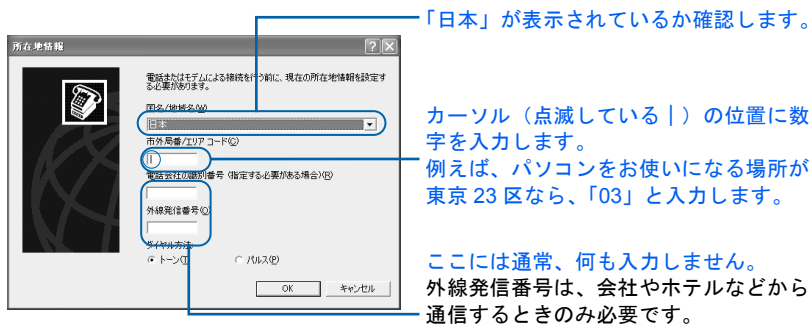 「日本」が表示されているか確認します。
所在地情報
電話またはモデムによる接続を行う前に、現在の所在地情報を設定す
る必要があります。
国名/地域名(W)
日本
市外局番/エリア コード(C)
電話会社の識別番号 (指定する必要がある場合)(R)
外線発信番号(O)
ダイヤル方法:
トーン(T) パルス(P)
OK キャンセル
カーソル（点滅している｜）の位置に数
字を入力します。
例えば、パソコンをお使いになる場所が
東京 23 区なら、「03」と入力します。
ここには通常、何も入力しません。
外線発信番号は、会社やホテルなどから
通信するときのみ必要です。